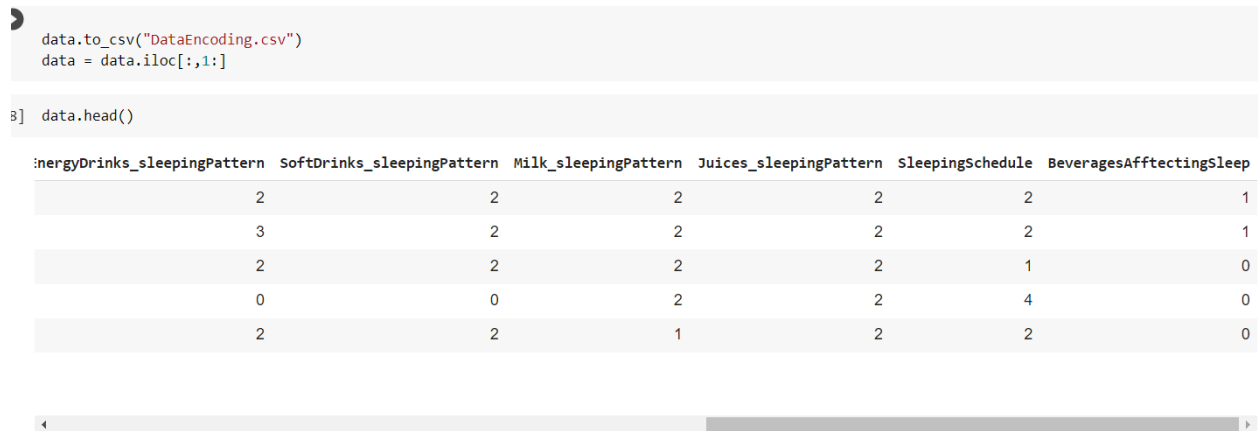 data.to_csv("DataEncoding.csv")
data = data.iloc[:,1:]
8] data.head()
EnergyDrinks_sleepingPattern SoftDrinks_sleepingPattern Milk_sleepingPattern Juices_sleepingPattern SleepingSchedule BeveragesAfftectingSleep
2 2 2 2 2 1
3 2 2 2 2 1
2 2 2 2 1 0
0 0 2 2 4 0
2 2 1 2 2 0